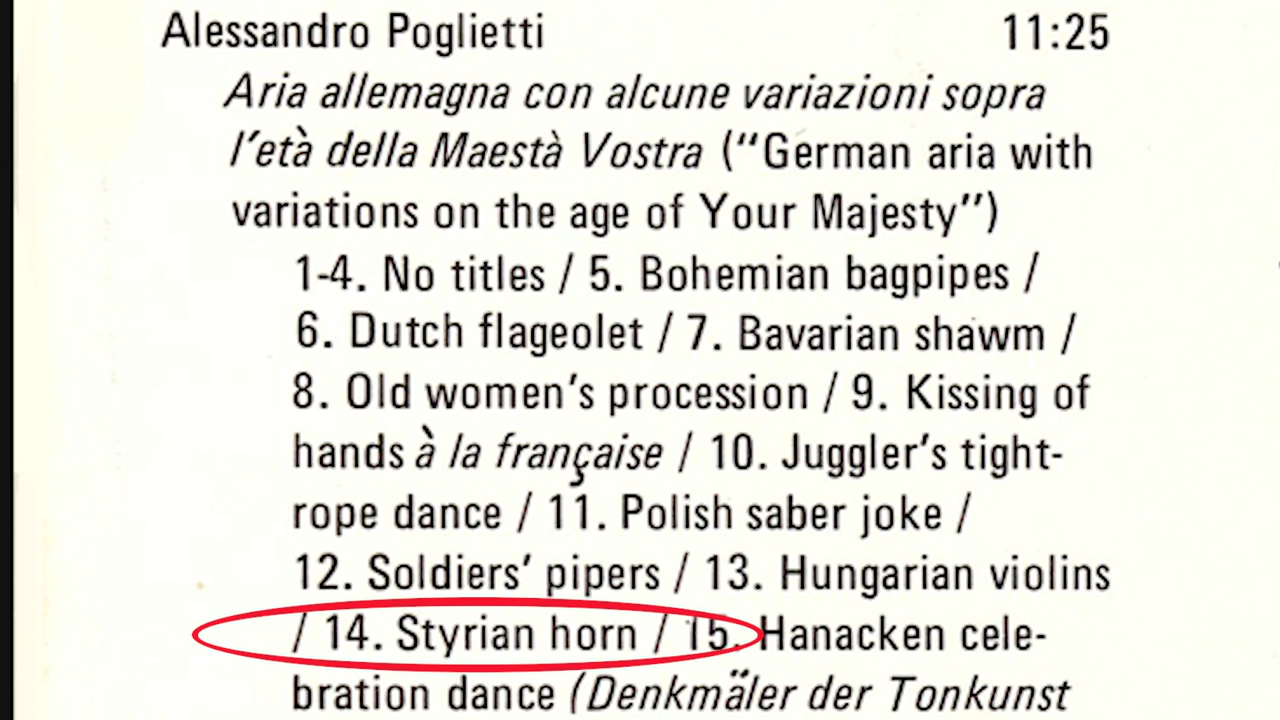 Alessandro Poglietti 11:25
Aria allemagna con alcune variazioni sopra
l'età della Maestà Vostra ("German aria with
variations on the age of Your Majesty")
1-4. No titles / 5. Bohemian bagpipes /
6. Dutch flageolet / 7. Bavarian shawm /
8. Old women's procession / 9. Kissing of
hands à la française / 10. Juggler's tight-
rope dance / 11. Polish saber joke /
12. Soldiers' pipers / 13. Hungarian violins
/ 14. Styrian horn / 15. Hanacken cele-
bration dance (Denkmäler der Tonkunst